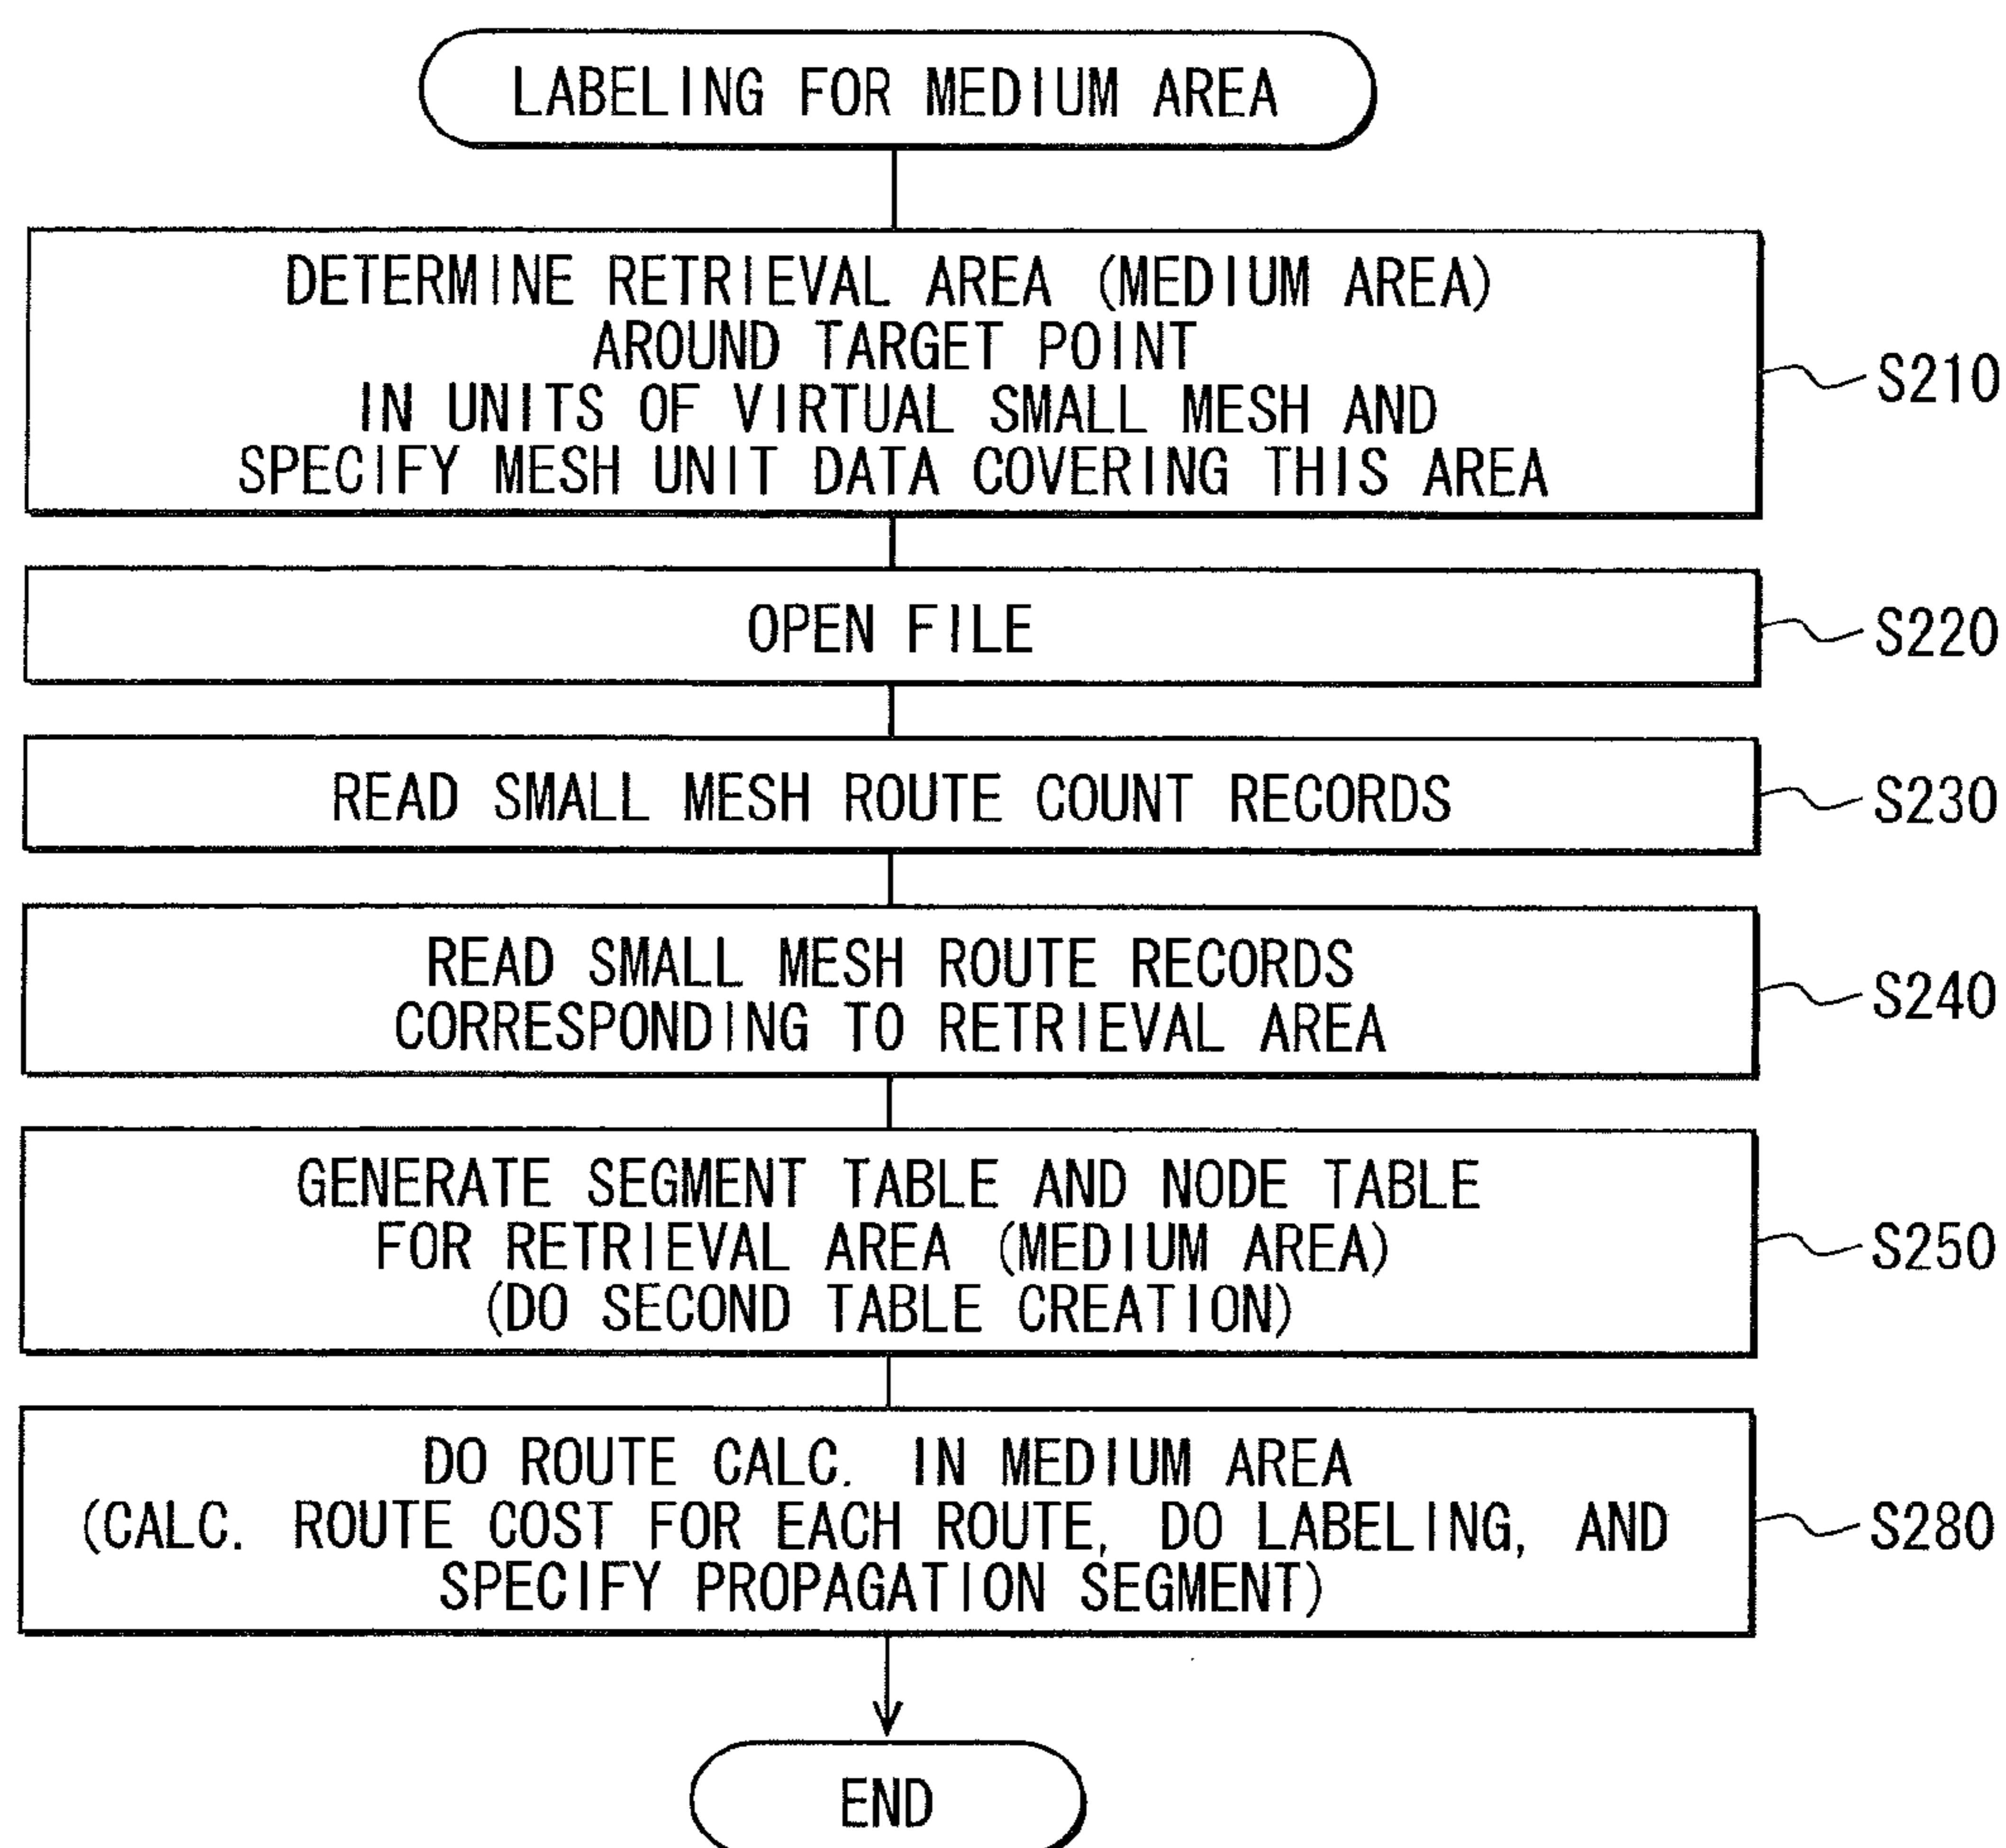 LABELING FOR MEDIUM AREA
DETERMINE RETRIEVAL AREA (MEDIUM AREA)
AROUND TARGET POINT
IN UNITS OF VIRTUAL SMALL MESH AND
SPECIFY MESH UNIT DATA COVERING THIS AREA
S210
OPEN FILE
S220
READ SMALL MESH ROUTE COUNT RECORDS
S230
READ SMALL MESH ROUTE RECORDS
CORRESPONDING TO RETRIEVAL AREA
S240
GENERATE SEGMENT TABLE AND NODE TABLE
FOR RETRIEVAL AREA (MEDIUM AREA)
(DO SECOND TABLE CREATION)
S250
DO ROUTE CALC. IN MEDIUM AREA
(CALC. ROUTE COST FOR EACH ROUTE, DO LABELING, AND
SPECIFY PROPAGATION SEGMENT)
S280
END